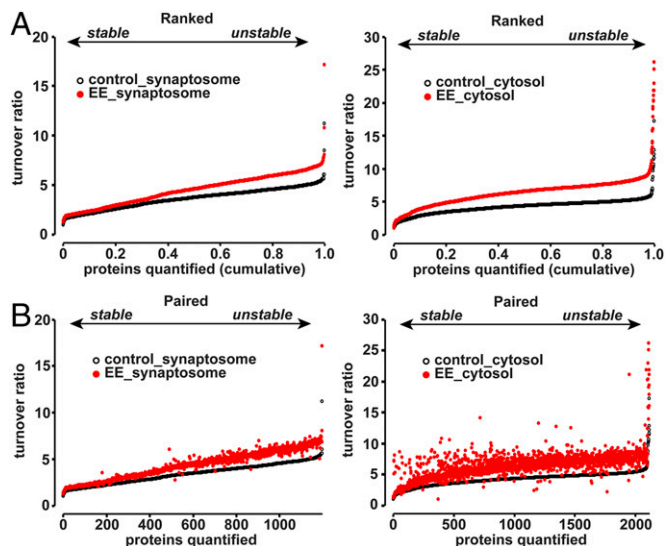 A
Ranked
stable unstable
control_synaptosome
EE_synaptosome
turnover ratio
20
15
10
5
0
0 0.2 0.4 0.6 0.8 1.0
proteins quantified (cumulative)
Ranked
stable unstable
control_cytosol
EE_cytosol
turnover ratio
30
25
20
15
10
5
0
0 0.2 0.4 0.6 0.8 1.0
proteins quantified (cumulative)
B
Paired
stable unstable
control_synaptosome
EE_synaptosome
turnover ratio
20
15
10
5
0
0 200 400 600 800 1000
proteins quantified
Paired
stable unstable
control_cytosol
EE_cytosol
turnover ratio
30
25
20
15
10
5
0
0 500 1000 1500 2000
proteins quantified